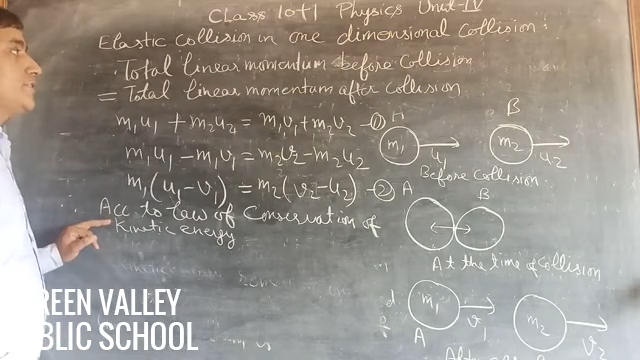 Class 10+1 Physics Unit-IV
Elastic Collision in one dimensional collision:
Total linear momentum before collision
= Total linear momentum after collision
m₁u₁ + m₂u₂ = m₁v₁ + m₂v₂ - ①
m₁u₁ - m₁v₁ = m₂v₂ - m₂u₂
m₁(u₁ - v₁) = m₂(v₂ - u₂) - ②
Acc to law of Conservation of
Kinetic energy
A
B
m₁
u₁
m₂
u₂
Before collision
A
B
At the time of Collision
m₁
v₁
m₂
v₂
A
REEN VALLEY
BLIC SCHOOL